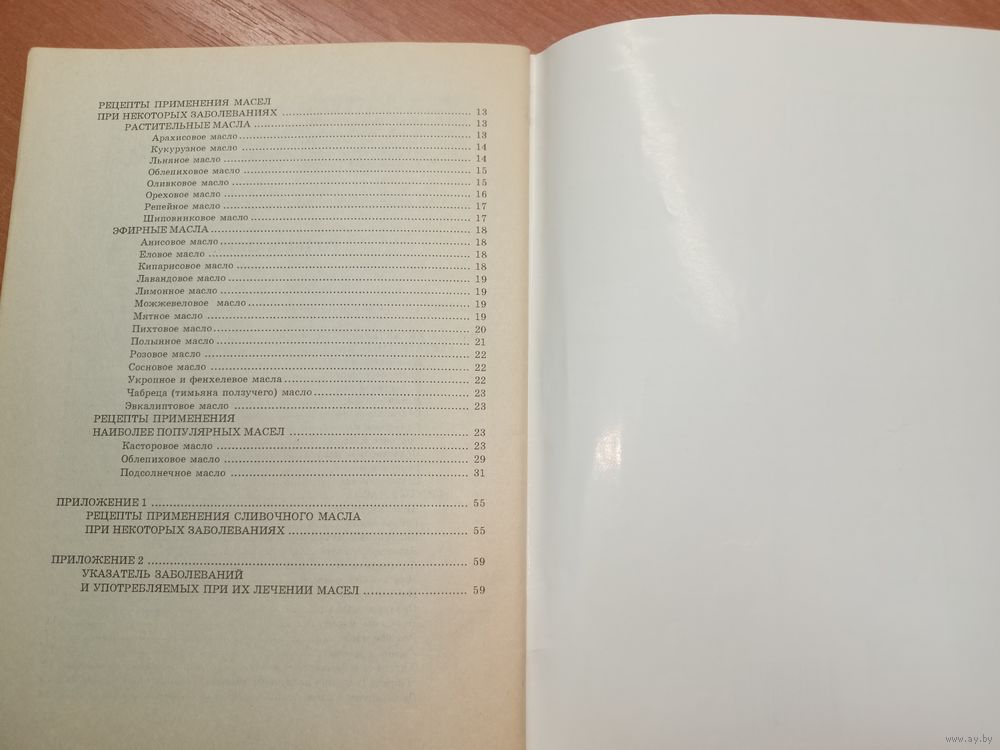 РЕЦЕПТЫ ПРИМЕНЕНИЯ МАСЕЛ
ПРИ НЕКОТОРЫХ ЗАБОЛЕВАНИЯХ ........ 13
РАСТИТЕЛЬНЫЕ МАСЛА ........ 13
Арахисовое масло ........ 13
Кукурузное масло ........ 14
Льняное масло ........ 14
Облепиховое масло ........ 15
Оливковое масло ........ 15
Ореховое масло ........ 16
Репейное масло ........ 17
Шиповниковое масло ........ 17
ЭФИРНЫЕ МАСЛА ........ 18
Анисовое масло ........ 18
Еловое масло ........ 18
Кипарисовое масло ........ 18
Лавандовое масло ........ 19
Лимонное масло ........ 19
Можжевеловое масло ........ 19
Мятное масло ........ 19
Пихтовое масло ........ 20
Полынное масло ........ 21
Розовое масло ........ 22
Сосновое масло ........ 22
Укропное и фенхелевое масла ........ 22
Чабреца (тимьяна ползучего) масло ........ 23
Эвкалиптовое масло ........ 23
РЕЦЕПТЫ ПРИМЕНЕНИЯ
НАИБОЛЕЕ ПОПУЛЯРНЫХ МАСЕЛ ........ 23
Касторовое масло ........ 23
Облепиховое масло ........ 29
Подсолнечное масло ........ 31
ПРИЛОЖЕНИЕ 1 ........ 55
РЕЦЕПТЫ ПРИМЕНЕНИЯ СЛИВОЧНОГО МАСЛА
ПРИ НЕКОТОРЫХ ЗАБОЛЕВАНИЯХ ........ 55
ПРИЛОЖЕНИЕ 2 ........ 59
УКАЗАТЕЛЬ ЗАБОЛЕВАНИЙ
И УПОТРЕБЛЯЕМЫХ ПРИ ИХ ЛЕЧЕНИИ МАСЕЛ ........ 59
www.ay.by